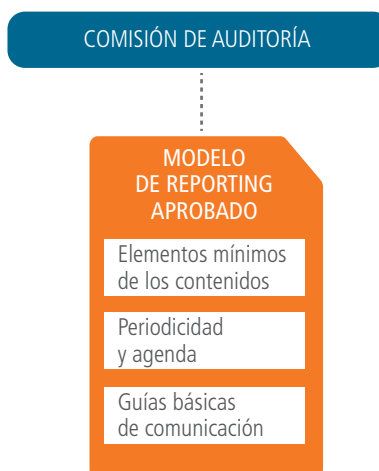 COMISIÓN DE AUDITORÍA
MODELO
DE REPORTING
APROBADO
Elementos mínimos
de los contenidos
Periodicidad
y agenda
Guías básicas
de comunicación